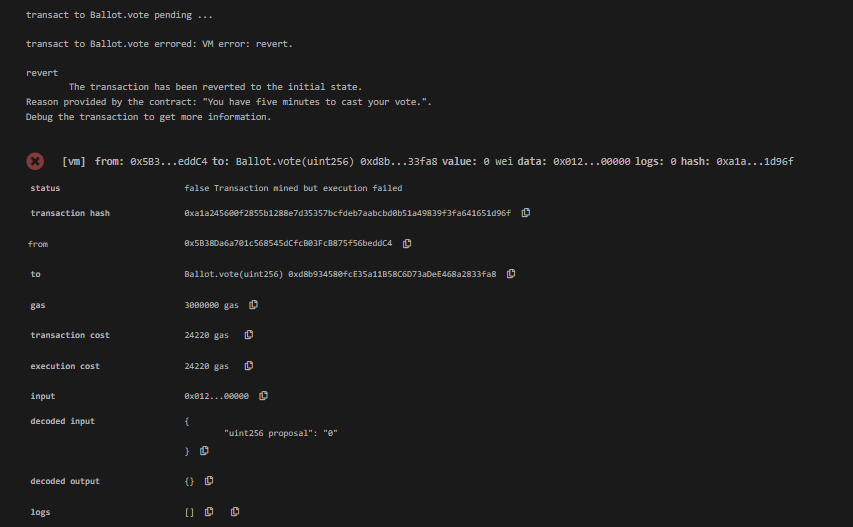 transact to Ballot.vote pending ...
transact to Ballot.vote errored: VM error: revert.
revert
The transaction has been reverted to the initial state.
Reason provided by the contract: "You have five minutes to cast your vote.".
Debug the transaction to get more information.
[vm] from: 0x5B3...eddC4 to: Ballot.vote(uint256) 0xd8b...33fa8 value: 0 wei data: 0x012...00000 logs: 0 hash: 0xa1a...1d96f
status false Transaction mined but execution failed
transaction hash 0xa1a245600f2855b1288e7d35357bcfdeb7aabcbd0b51a49839f3fa641651d96f
from 0x5B38Da6a701c568545dCfcB03FcB875f56beddC4
to Ballot.vote(uint256) 0xd8b934580fcE35a11B58C6D73aDeE468a2833fa8
gas 3000000 gas
transaction cost 24220 gas
execution cost 24220 gas
input 0x012...00000
decoded input {
"uint256 proposal": "0"
}
decoded output {}
logs []